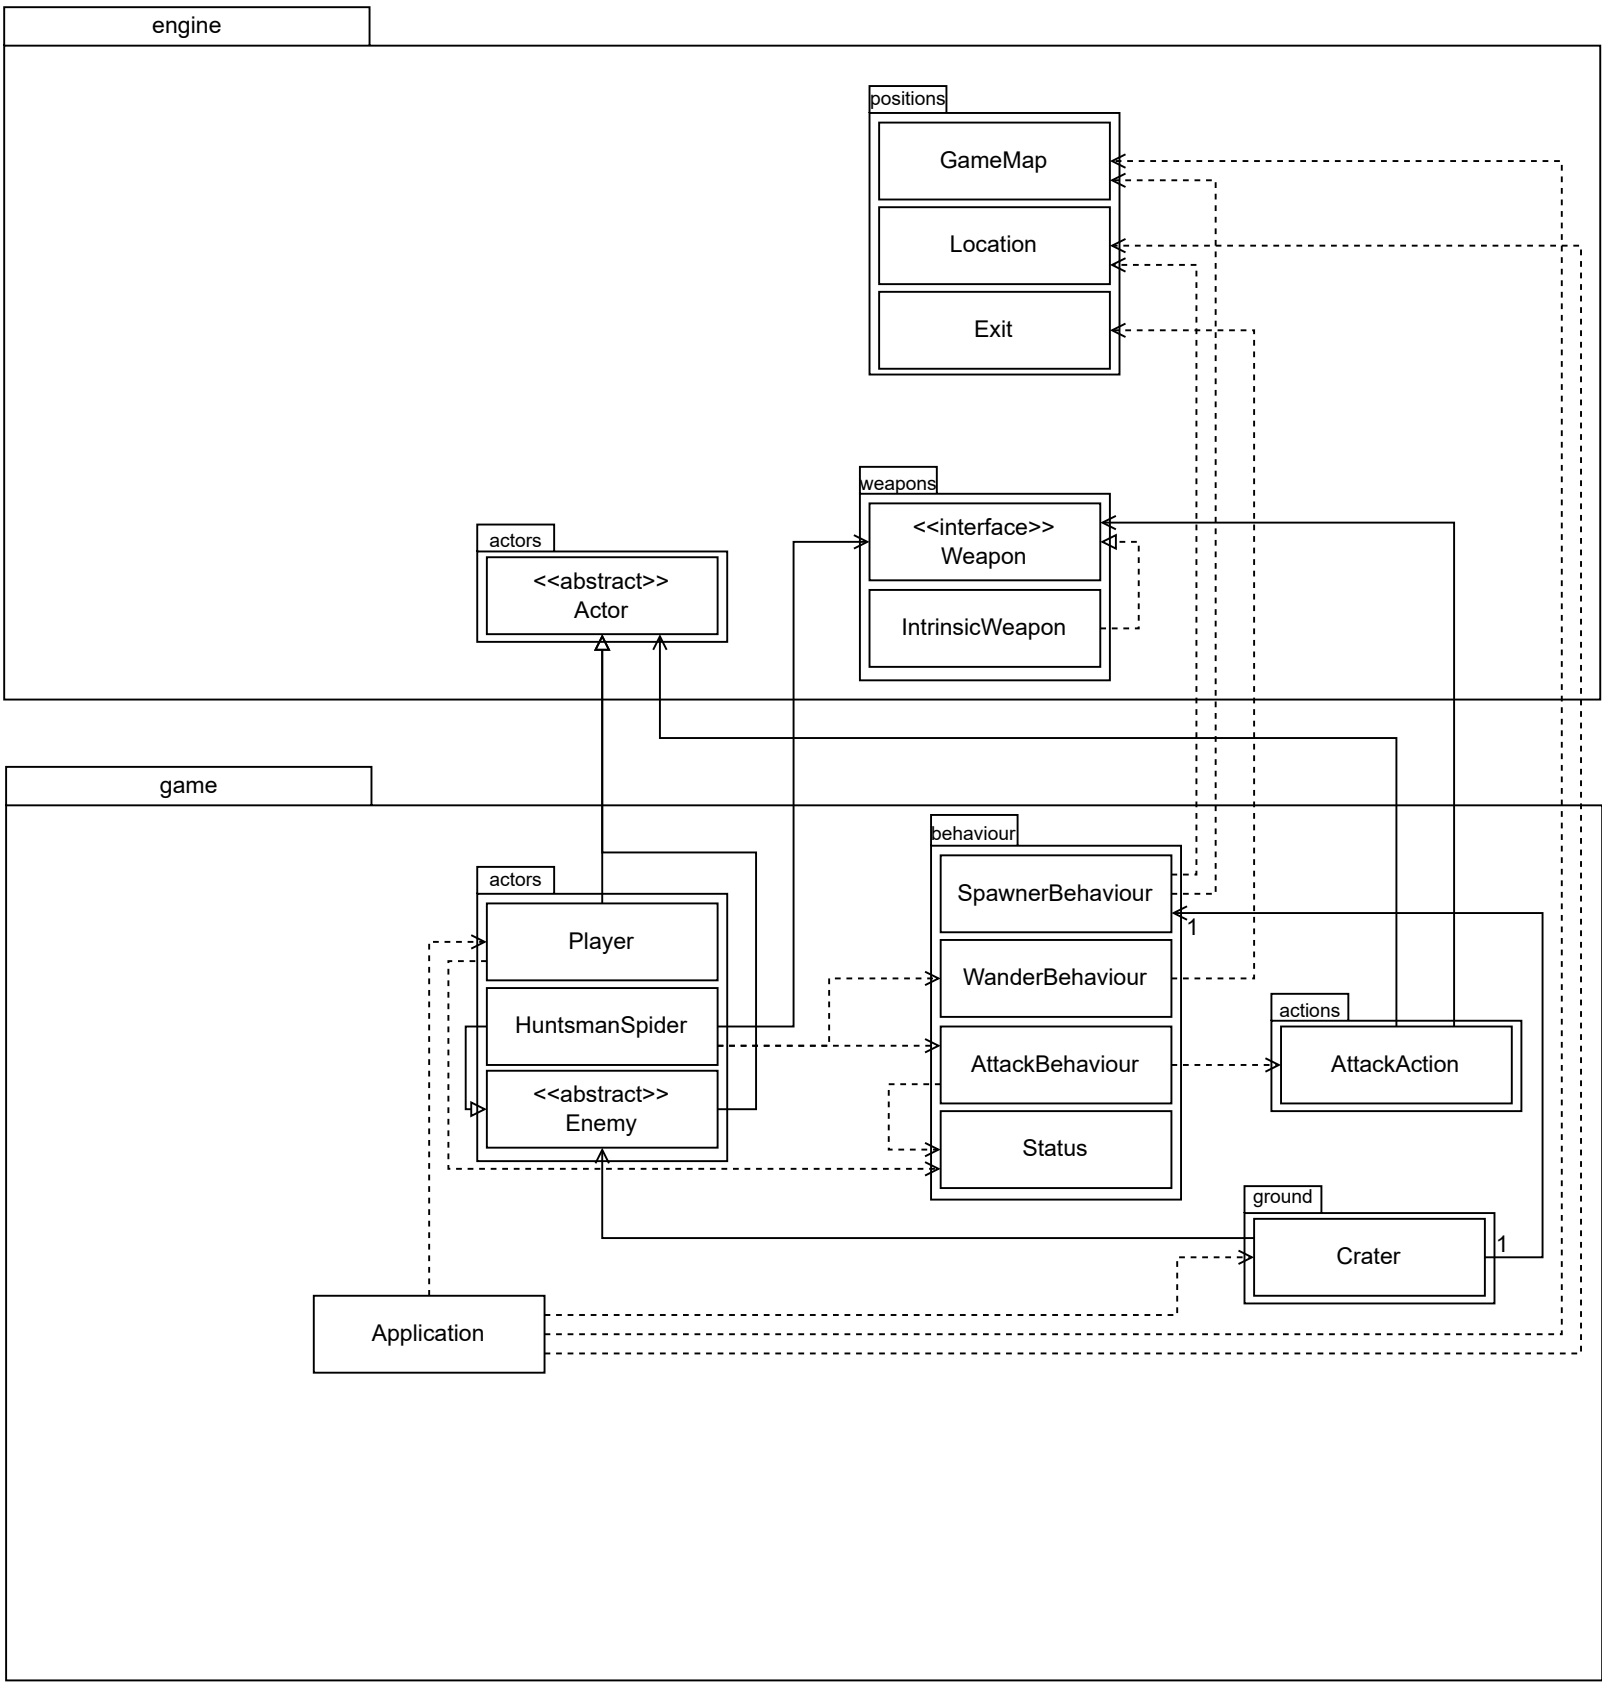 engine
positions
GameMap
Location
Exit
weapons
<<interface>>
Weapon
IntrinsicWeapon
actors
<<abstract>>
Actor
game
behaviour
SpawnerBehaviour
1
WanderBehaviour
AttackBehaviour
Status
actors
Player
HuntsmanSpider
<<abstract>>
Enemy
actions
AttackAction
ground
Crater
1
Application